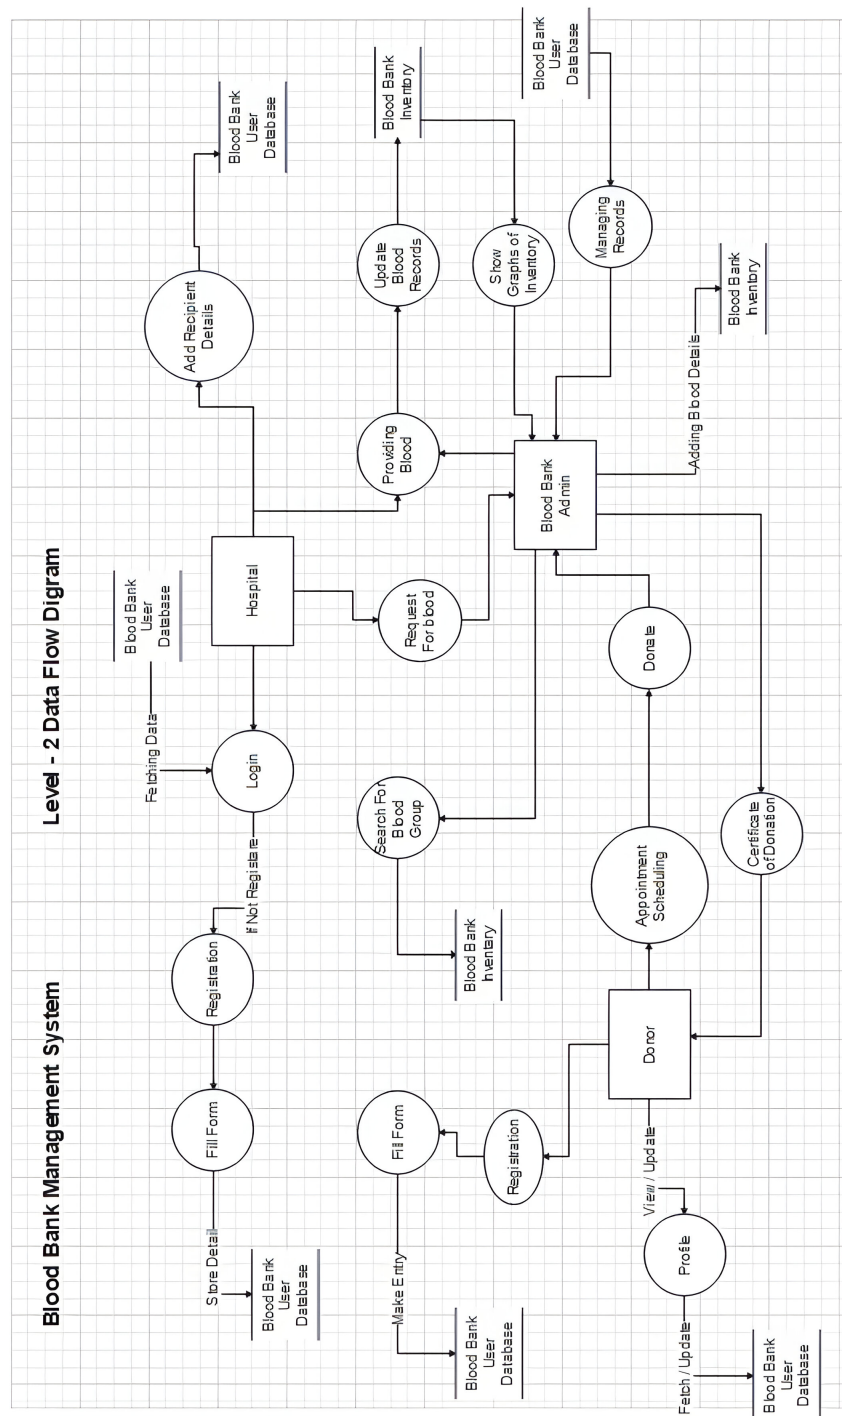 Blood Bank Management System
Level - 2 Data Flow Digram
Store Detail
Blood Bank
User
Database
Fill Form
Registration
If Not Registare
Fetching Data
Login
Blood Bank
User
Database
Hospital
Add Recipient
Details
Blood Bank
User
Database
Make Entry
Blood Bank
User
Database
Fill Form
Registration
Search For
Blood
Group
Blood Bank
Inventary
Request
For blood
Providing
Blood
Update
Blood
Records
Blood Bank
Inventory
Show
Graphs of
Inventory
Blood Bank
Admin
Managing
Records
Blood Bank
User
Database
Donor
Appointment
Scheduling
Donate
Adding Blood Details
Blood Bank
Inventory
View / Update
Profile
Fetch / Update
Blood Bank
User
Database
Certificate
of Donation